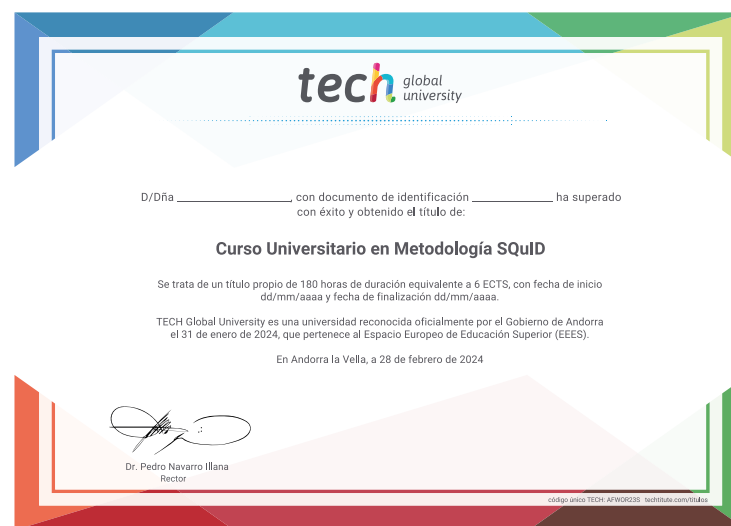 tech global university
D/Dña ____________________, con documento de identificación ______________ ha superado
con éxito y obtenido el título de:
Curso Universitario en Metodología SQuID
Se trata de un título propio de 180 horas de duración equivalente a 6 ECTS, con fecha de inicio
dd/mm/aaaa y fecha de finalización dd/mm/aaaa.
TECH Global University es una universidad reconocida oficialmente por el Gobierno de Andorra
el 31 de enero de 2024, que pertenece al Espacio Europeo de Educación Superior (EEES).
En Andorra la Vella, a 28 de febrero de 2024
Dr. Pedro Navarro Illana
Rector
código único TECH: AFWOR23S techtitute.com/titulos